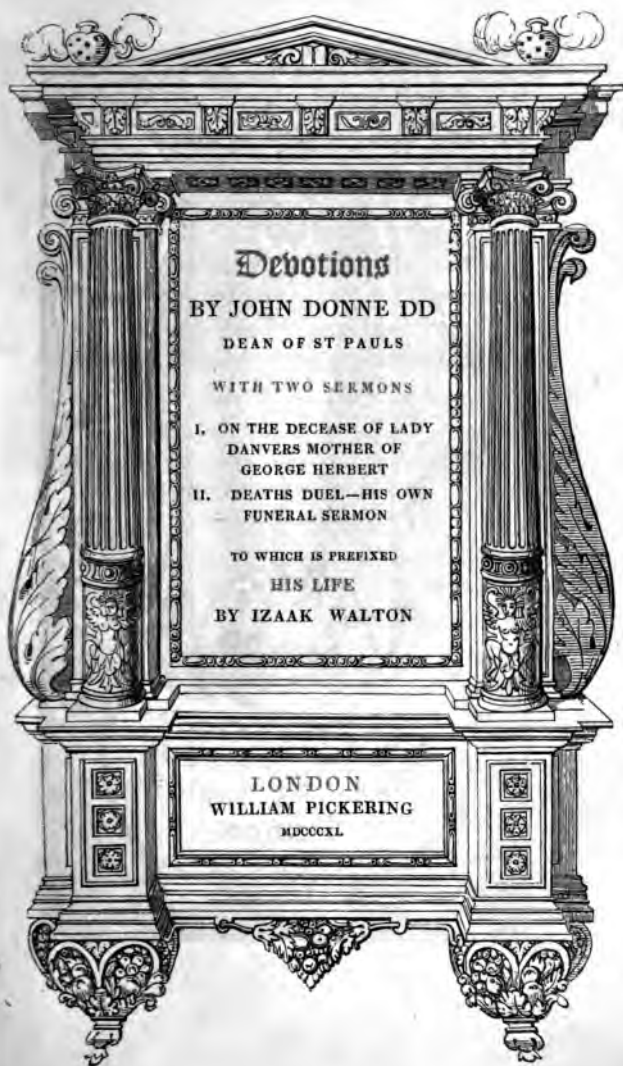 Devotions
BY JOHN DONNE DD
DEAN OF ST PAULS
WITH TWO SERMONS
I. ON THE DECEASE OF LADY
DANVERS MOTHER OF
GEORGE HERBERT
II. DEATHS DUEL—HIS OWN
FUNERAL SERMON
TO WHICH IS PREFIXED
HIS LIFE
BY IZAAK WALTON
LONDON
WILLIAM PICKERING
MDCCCXL